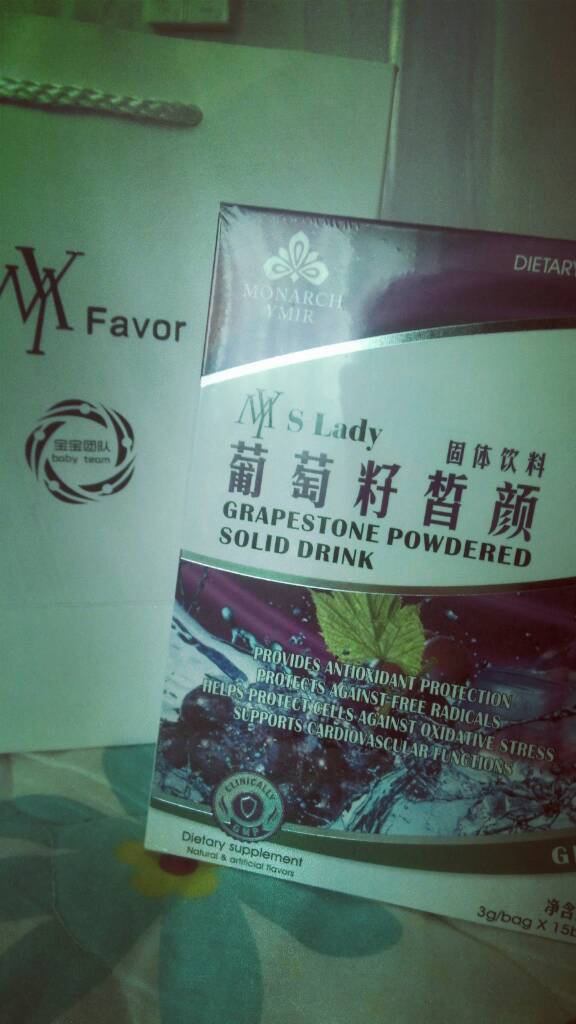 MYX Favor
宝宝团队
baby team
MONARCH
YMIR
DIETARY
S Lady
固体饮料
葡萄籽皙颜
GRAPESTONE POWDERED
SOLID DRINK
PROVIDES ANTIOXIDANT PROTECTION
PROTECTS AGAINST FREE RADICALS
HELPS PROTECT CELLS AGAINST OXIDATIVE STRESS
SUPPORTS CARDIOVASCULAR FUNCTIONS
CLINICALLY
GMP
Dietary supplement
Natural & artificial flavors
G
净含
3g/bag X 15b